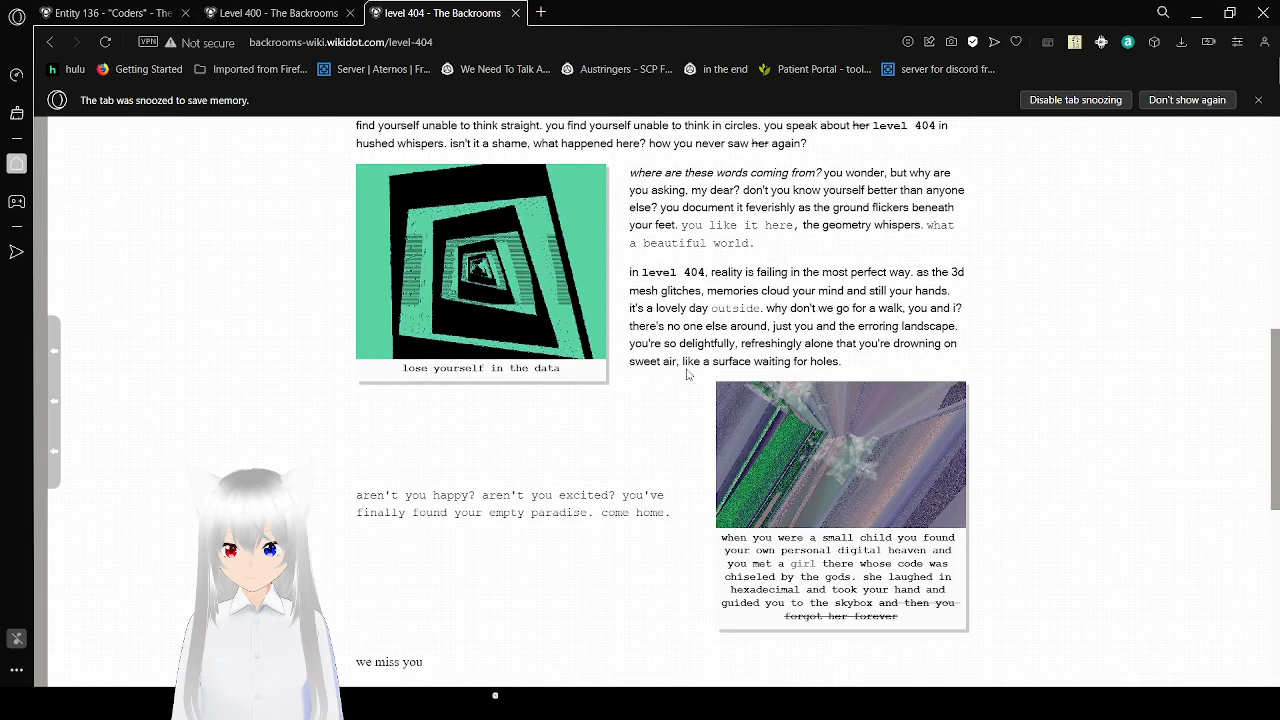 Entity 136 - "Coders" - The
Level 400 - The Backrooms
level 404 - The Backrooms
VPN
Not secure
backrooms-wiki.wikidot.com/level-404
hulu
Getting Started
Imported from Firef...
Server | Aternos | Fr...
We Need To Talk A...
Austringers - SCP F...
in the end
Patient Portal - tool...
server for discord fr...
The tab was snoozed to save memory.
Disable tab snoozing
Don't show again
find yourself unable to think straight. you find yourself unable to think in circles. you speak about her level 404 in
hushed whispers. isn't it a shame, what happened here? how you never saw her again?
where are these words coming from? you wonder, but why are
you asking, my dear? don't you know yourself better than anyone
else? you document it feverishly as the ground flickers beneath
your feet. you like it here, the geometry whispers. what
a beautiful world.
in level 404, reality is failing in the most perfect way. as the 3d
mesh glitches, memories cloud your mind and still your hands.
it's a lovely day outside. why don't we go for a walk, you and i?
there's no one else around, just you and the erroring landscape.
you're so delightfully, refreshingly alone that you're drowning on
sweet air, like a surface waiting for holes.
lose yourself in the data
aren't you happy? aren't you excited? you've
finally found your empty paradise. come home.
when you were a small child you found
your own personal digital heaven and
you met a girl there whose code was
chiseled by the gods. she laughed in
hexadecimal and took your hand and
guided you to the skybox and then you
forgot her forever
we miss you